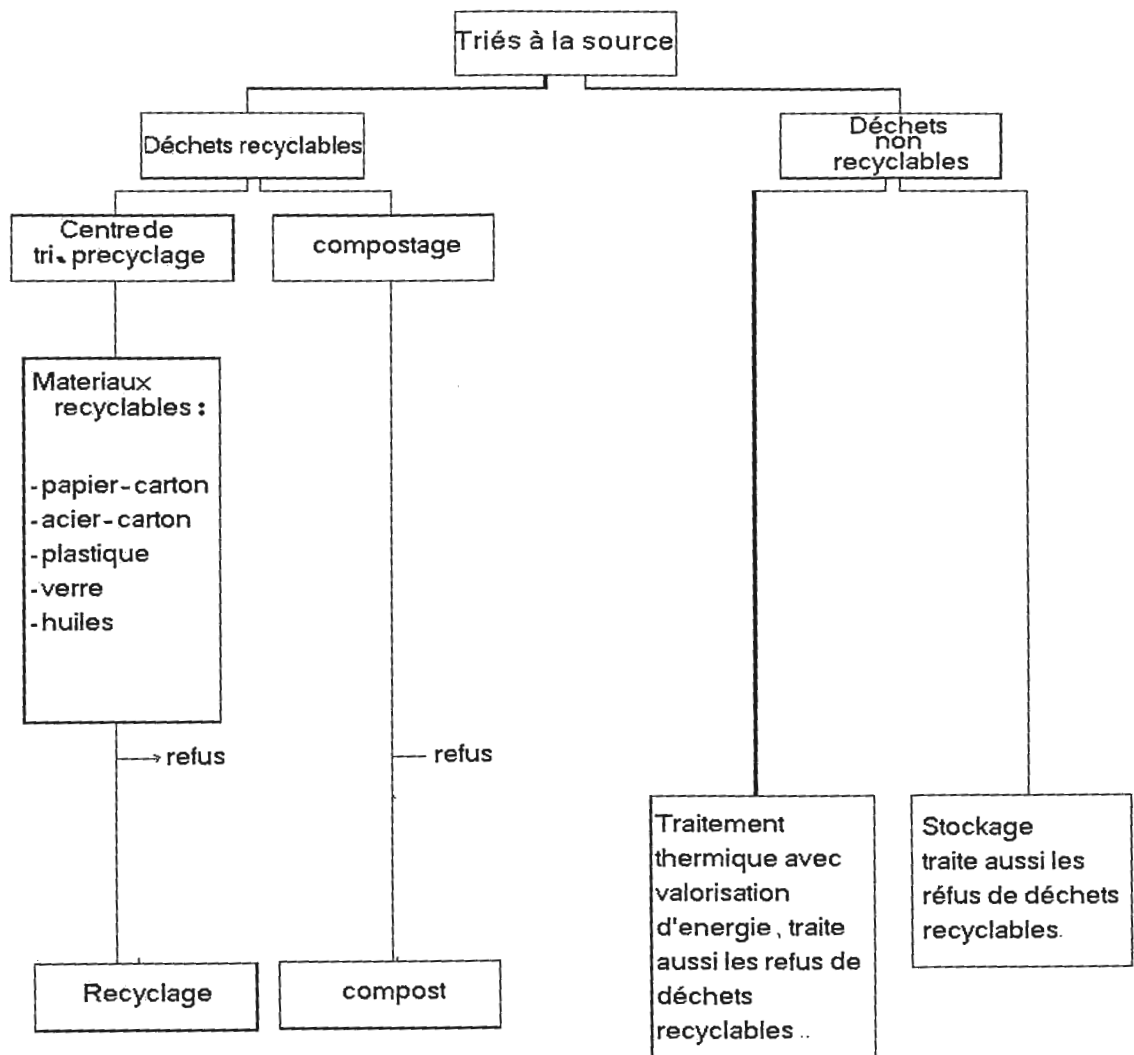 Triés à la source
Déchets recyclables
Déchets
non
recyclables
Centre de
tri. precyclage
compostage
Materiaux
recyclables :
- papier - carton
- acier - carton
- plastique
- verre
- huiles
refus
refus
Recyclage
compost
Traitement
thermique avec
valorisation
d'energie, traite
aussi les refus de
déchets
recyclables ..
Stockage
traite aussi les
réfus de déchets
recyclables.